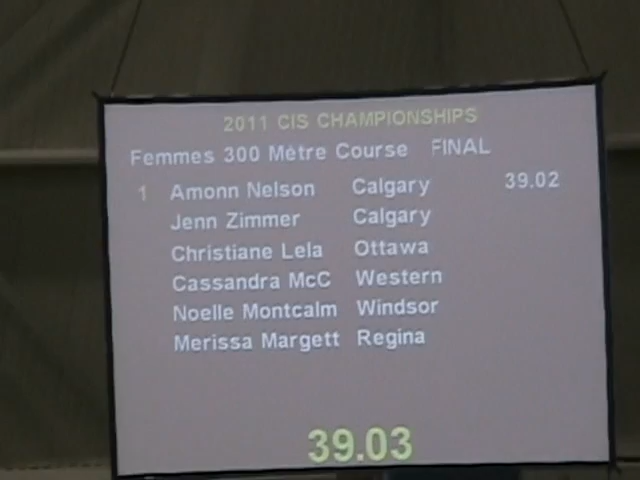 2011 CIS CHAMPIONSHIPS
Femmes 300 Mètre Course FINAL
1 Amonn Nelson Calgary 39.02
Jenn Zimmer Calgary
Christiane Lela Ottawa
Cassandra McC Western
Noelle Montcalm Windsor
Merissa Margett Regina
39.03